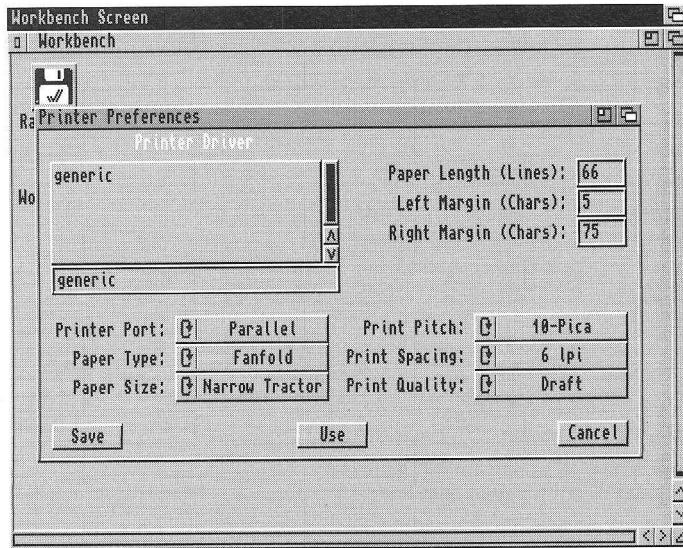 Workbench Screen
Workbench
Ra
Printer Preferences
Printer Driver
generic
Wo
generic
Paper Length (Lines): 66
Left Margin (Chars): 5
Right Margin (Chars): 75
Printer Port: Parallel
Paper Type: Fanfold
Paper Size: Narrow Tractor
Print Pitch: 10-Pica
Print Spacing: 6 lpi
Print Quality: Draft
Save
Use
Cancel